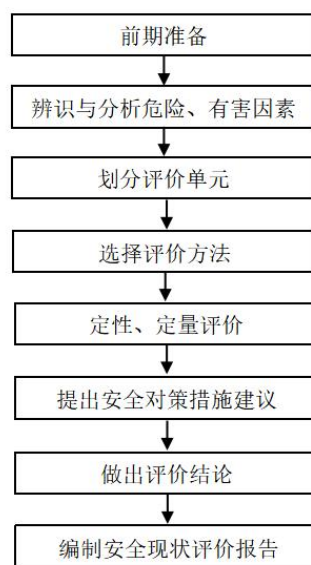 前期准备
辨识与分析危险、有害因素
划分评价单元
选择评价方法
定性、定量评价
提出安全对策措施建议
做出评价结论
编制安全现状评价报告